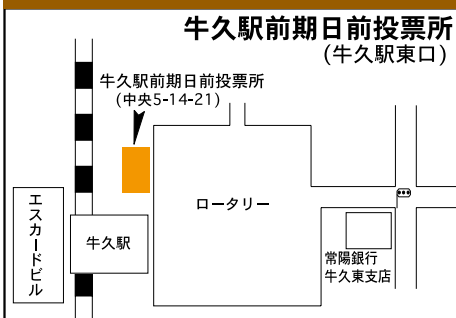 牛久駅前期日前投票所
(牛久駅東口)
牛久駅前期日前投票所
(中央5-14-21)
ロータリー
エスカードビル
牛久駅
常陽銀行
牛久東支店